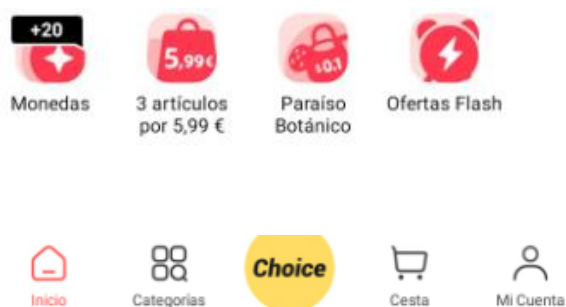 +20
5,99€
$0.1
Monedas
3 artículos
por 5,99 €
Paraíso
Botánico
Ofertas Flash
Choice
Inicio
Categorias
Cesta
Mi Cuenta